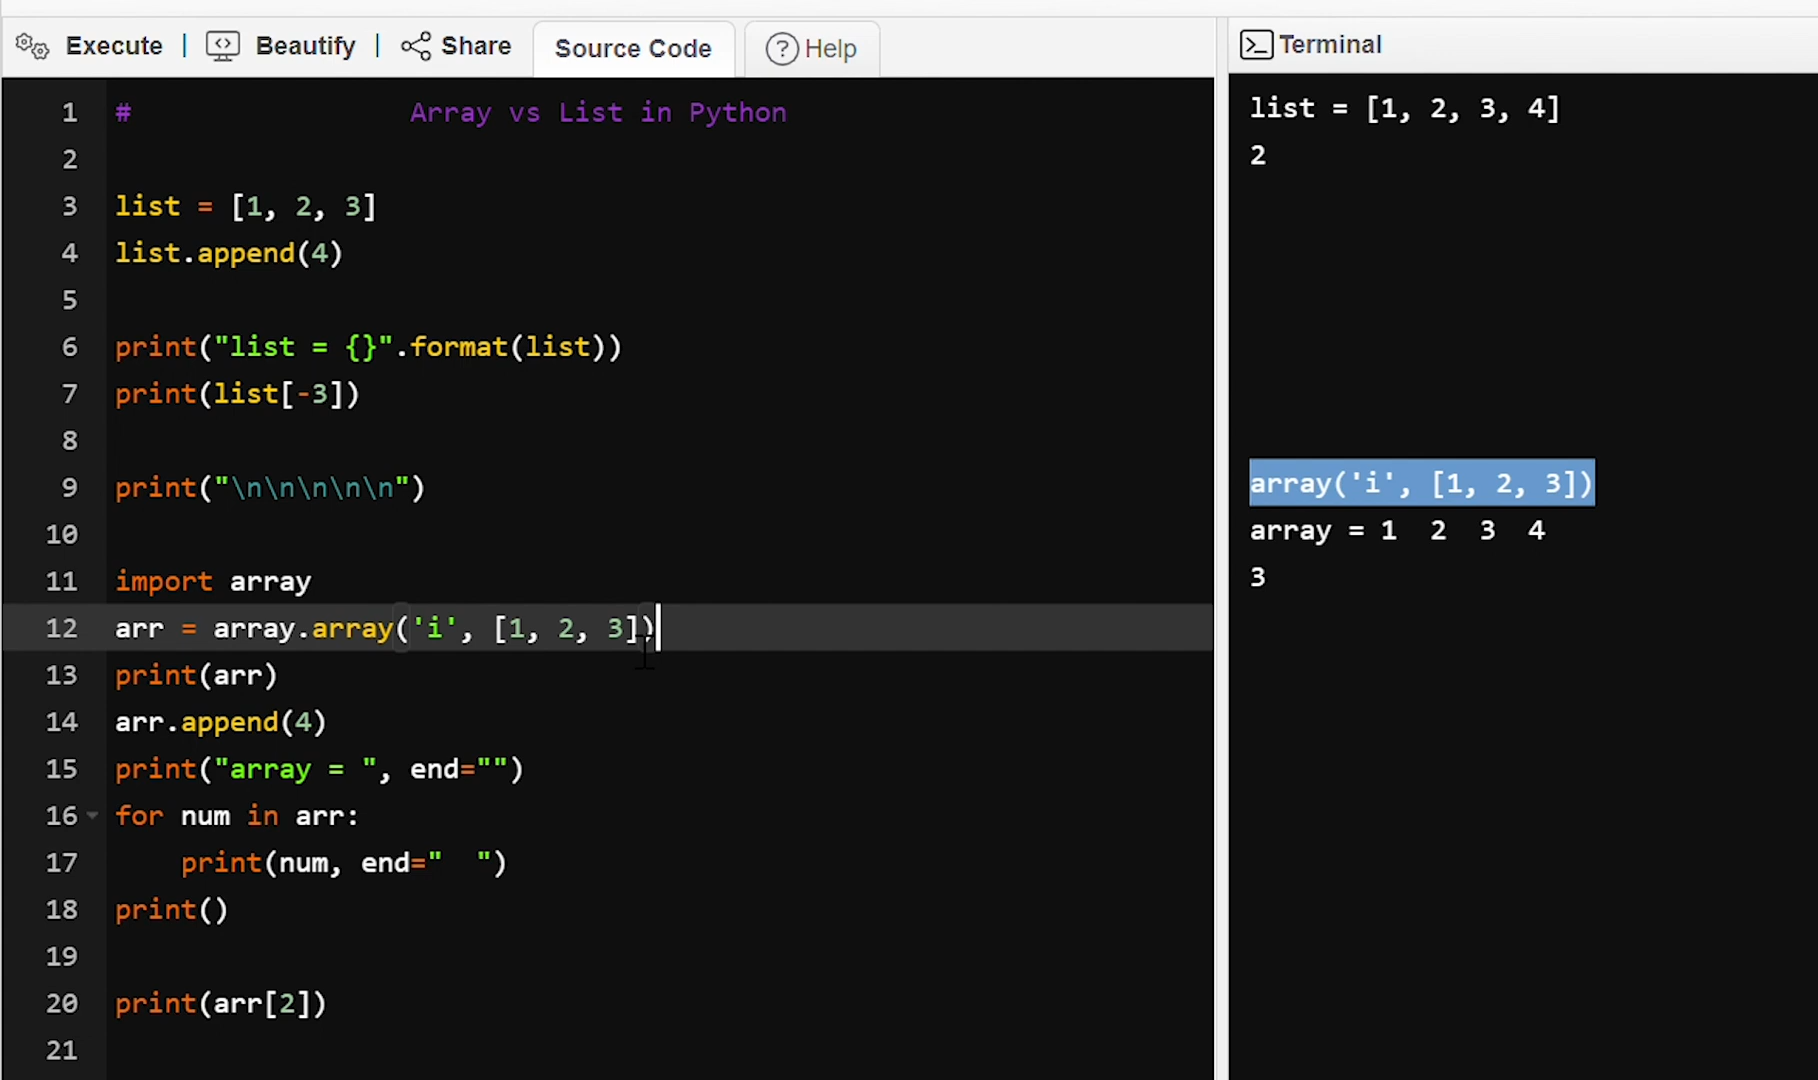 Execute | Beautify | Share Source Code ? Help
1 # Array vs List in Python
2
3 list = [1, 2, 3]
4 list.append(4)
5
6 print("list = {}".format(list))
7 print(list[-3])
8
9 print("\n\n\n\n\n")
10
11 import array
12 arr = array.array('i', [1, 2, 3])
13 print(arr)
14 arr.append(4)
15 print("array = ", end="")
16 for num in arr:
17     print(num, end="  ")
18 print()
19
20 print(arr[2])
21
Terminal
list = [1, 2, 3, 4]
2
array('i', [1, 2, 3])
array = 1  2  3  4
3